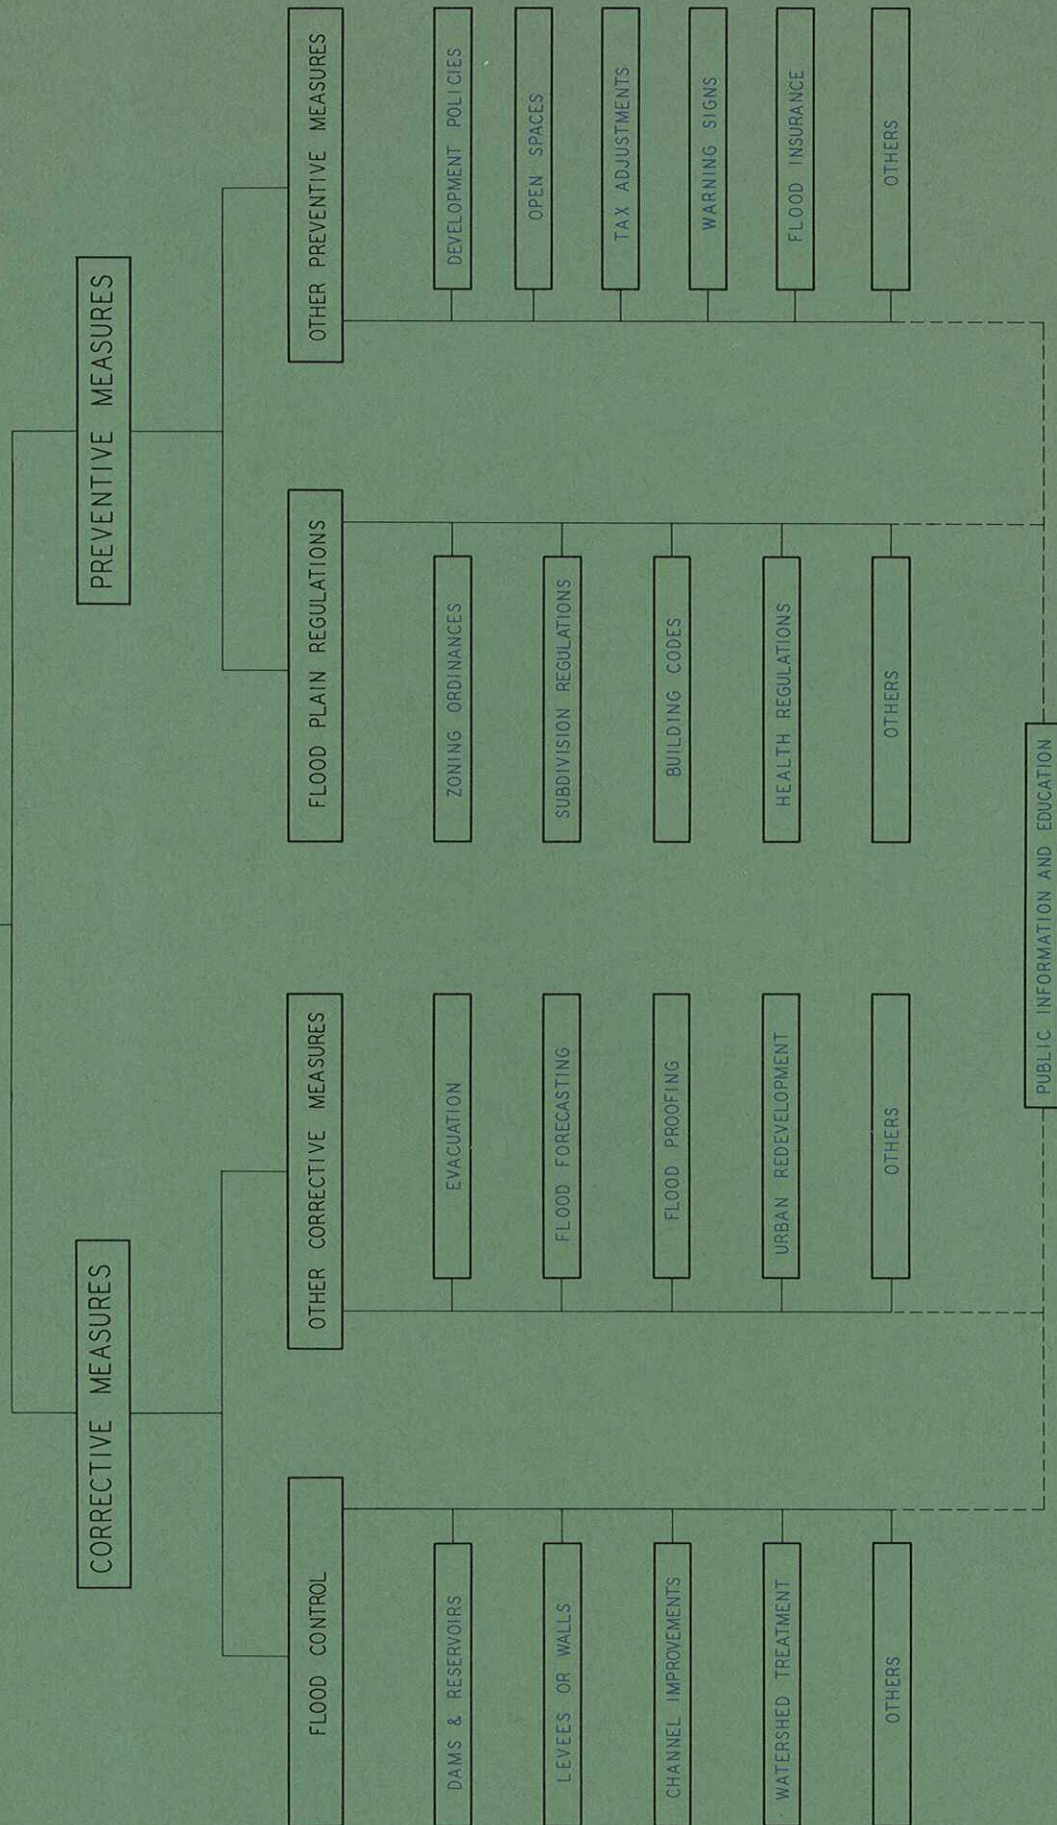 CORRECTIVE MEASURES
PREVENTIVE MEASURES
FLOOD CONTROL
OTHER CORRECTIVE MEASURES
FLOOD PLAIN REGULATIONS
OTHER PREVENTIVE MEASURES
DAMS & RESERVOIRS
LEVEES OR WALLS
CHANNEL IMPROVEMENTS
WATERSHED TREATMENT
OTHERS
EVACUATION
FLOOD FORECASTING
FLOOD PROOFING
URBAN REDEVELOPMENT
OTHERS
ZONING ORDINANCES
SUBDIVISION REGULATIONS
BUILDING CODES
HEALTH REGULATIONS
OTHERS
DEVELOPMENT POLICIES
OPEN SPACES
TAX ADJUSTMENTS
WARNING SIGNS
FLOOD INSURANCE
OTHERS
PUBLIC INFORMATION AND EDUCATION